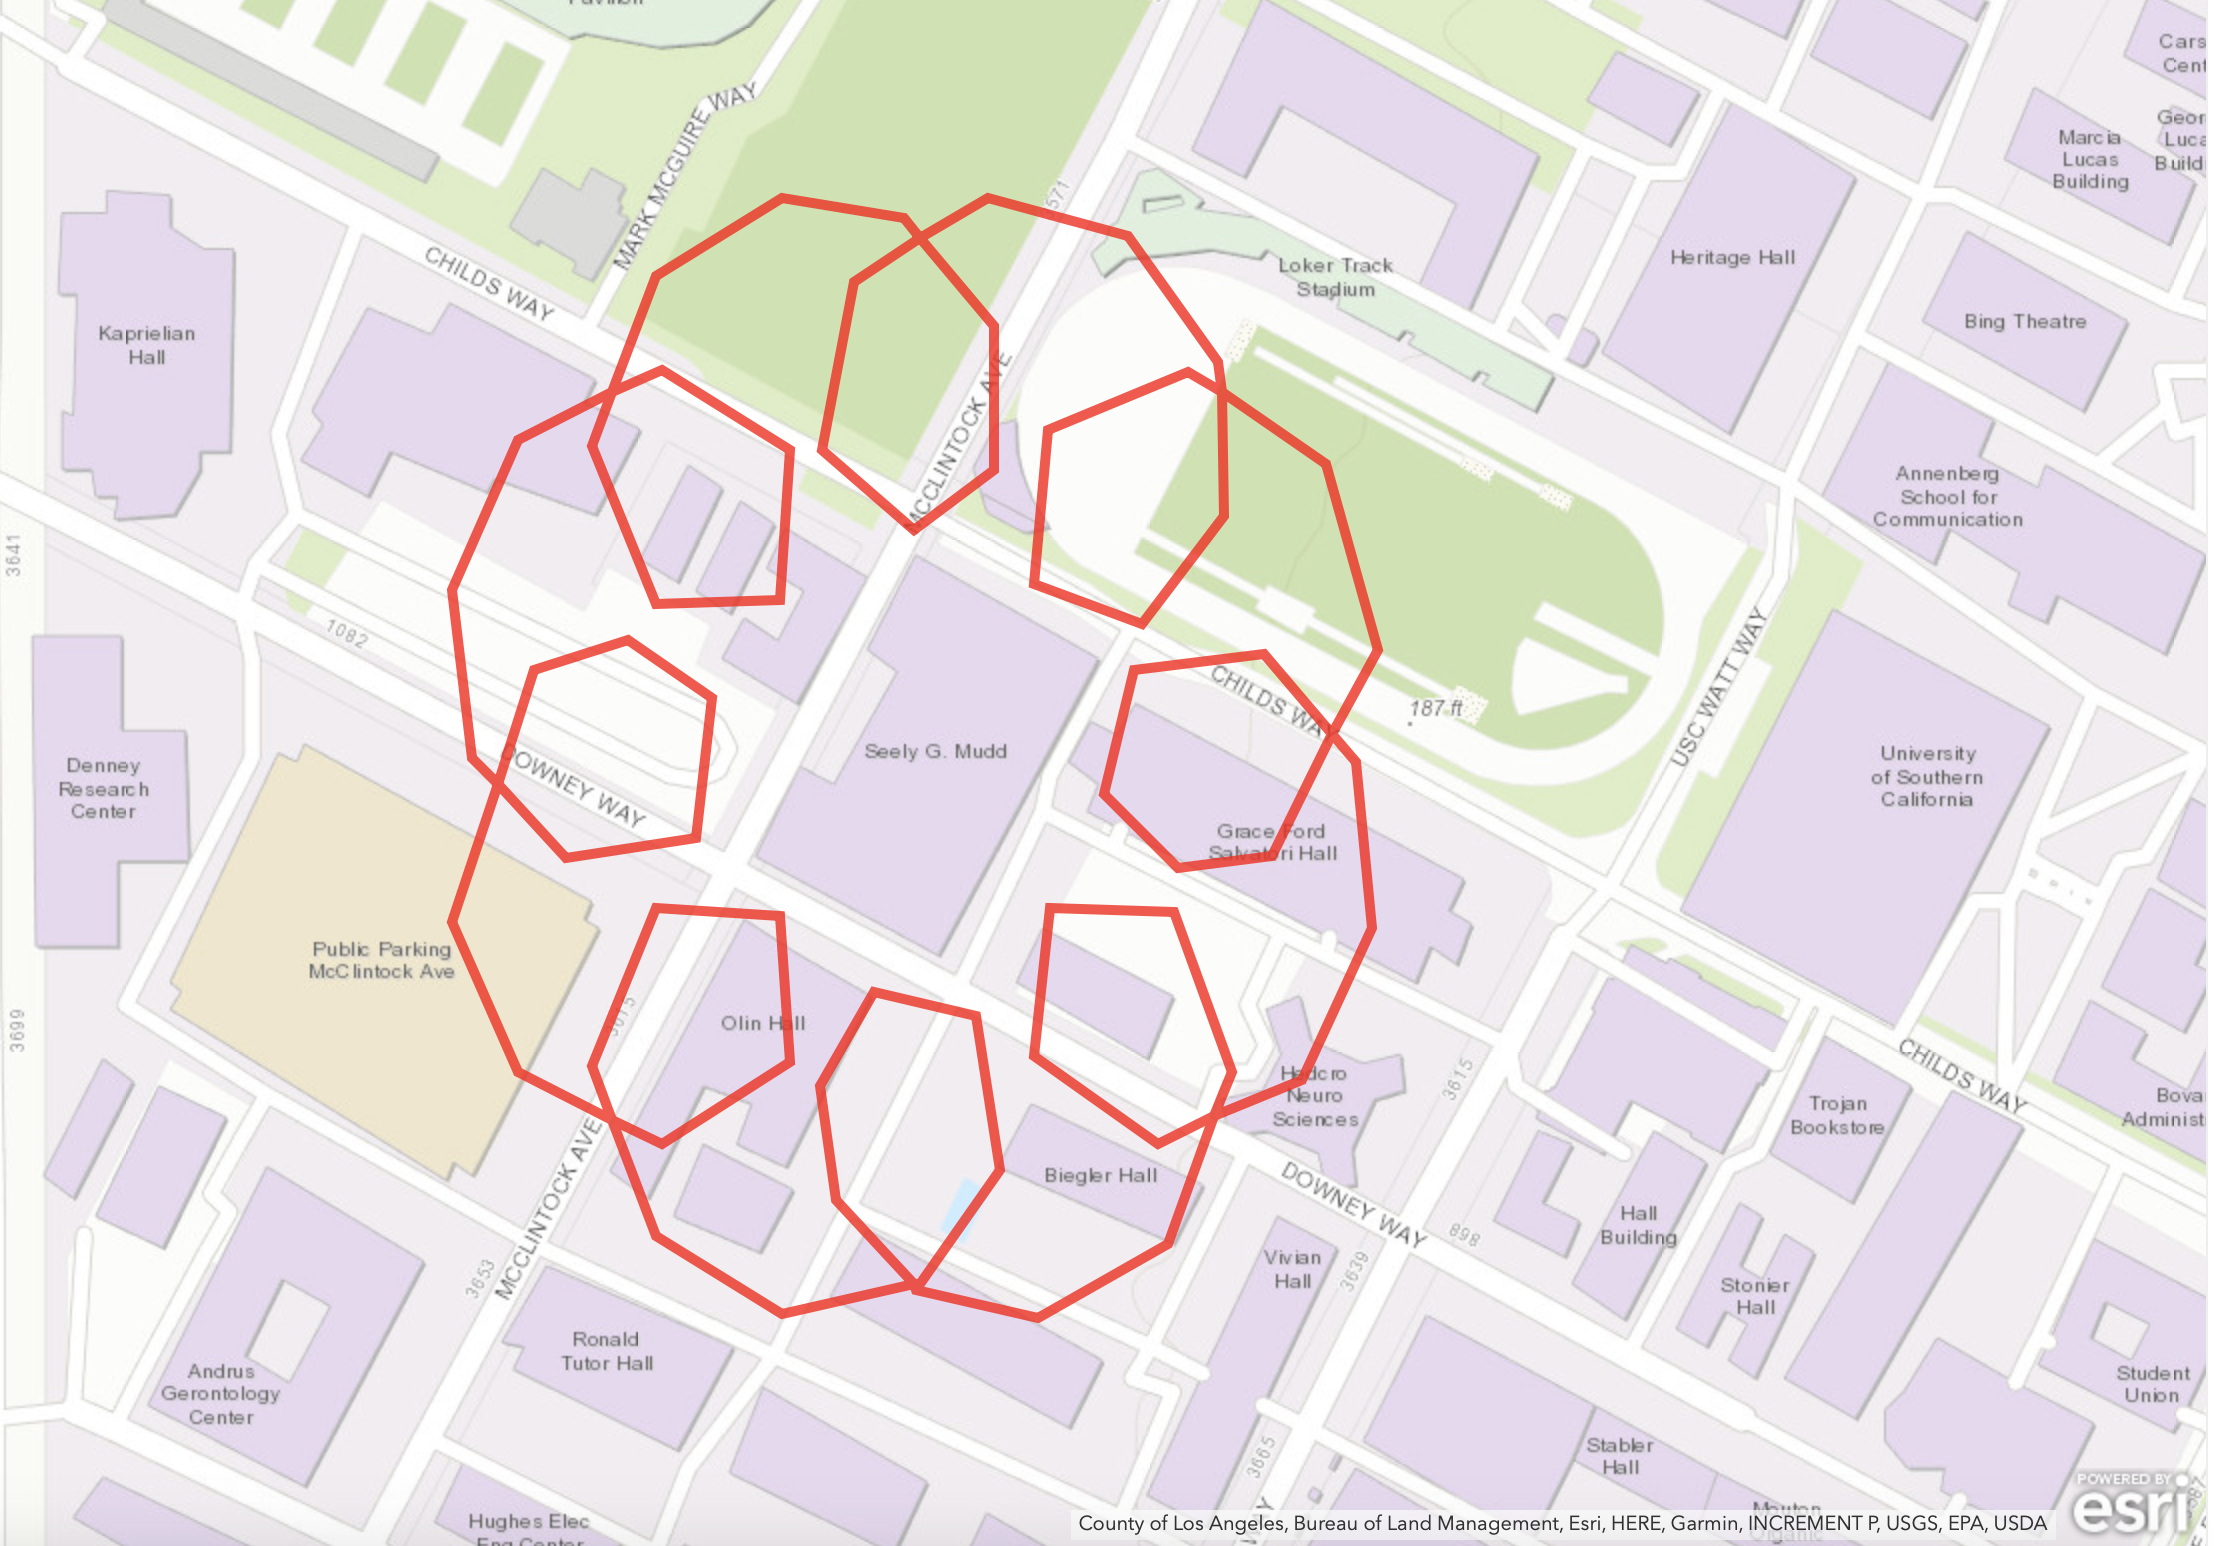 Cars
Cent
MARK MCGUIRE WAY
Marcia
Lucas
Building
Geor
Luca
Build
CHILDS WAY
Loker Track
Stadium
Heritage Hall
Bing Theatre
Kaprielian
Hall
MCCLINTOCK AVE
Annenberg
School for
Communication
3641
1082
USC WATT WAY
CHILDS WAY
187 ft
Denney
Research
Center
DOWNEY WAY
Seely G. Mudd
University
of Southern
California
Grace Ford
Salvatori Hall
Public Parking
McClintock Ave
3699
Olin Hall
Hedco
Neuro
Sciences
3615
CHILDS WAY
Trojan
Bookstore
Bova
Administ
Biegler Hall
MCCLINTOCK AVE
3653
DOWNEY WAY
898
Hall
Building
Vivian
Hall
3639
Stonier
Hall
Ronald
Tutor Hall
Andrus
Gerontology
Center
Student
Union
3665
Stabler
Hall
Hughes Elec
Eng Center
POWERED BY
esri
County of Los Angeles, Bureau of Land Management, Esri, HERE, Garmin, INCREMENT P, USGS, EPA, USDA